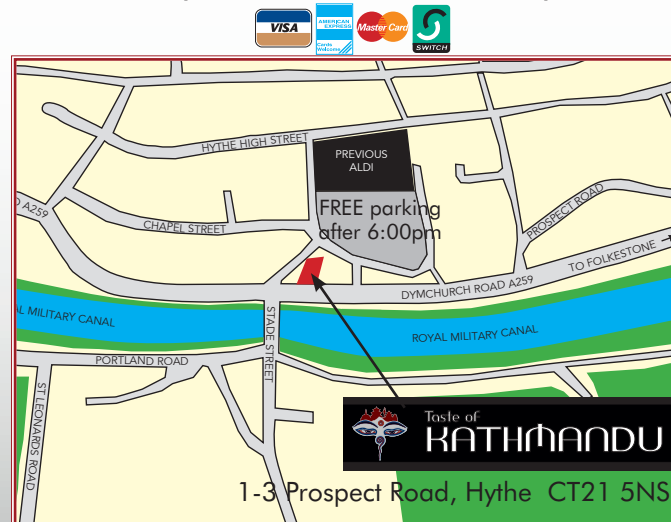 VISA
AMERICAN
EXPRESS
Cards
Welcome
MasterCard
SWITCH
HYTHE HIGH STREET
PREVIOUS
ALDI
FREE parking
after 6:00pm
D A259
CHAPEL STREET
PROSPECT ROAD
TO FOLKESTONE
DYMCHURCH ROAD A259
AL MILITARY CANAL
ROYAL MILITARY CANAL
STADE STREET
PORTLAND ROAD
ST LEONARDS ROAD
Taste of
KATHMANDU
1-3 Prospect Road, Hythe CT21 5NS